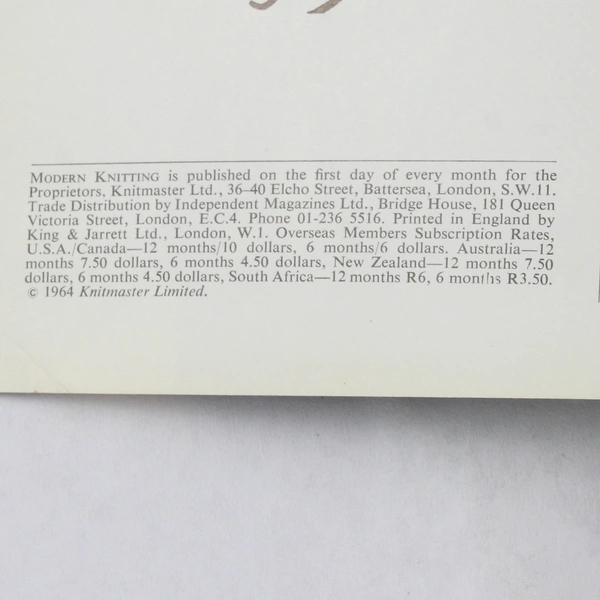 MODERN KNITTING is published on the first day of every month for the
Proprietors, Knitmaster Ltd., 36–40 Elcho Street, Battersea, London, S.W.11.
Trade Distribution by Independent Magazines Ltd., Bridge House, 181 Queen
Victoria Street, London, E.C.4. Phone 01-236 5516. Printed in England by
King & Jarrett Ltd., London, W.1. Overseas Members Subscription Rates,
U.S.A./Canada—12 months/10 dollars, 6 months/6 dollars. Australia—12
months 7.50 dollars, 6 months 4.50 dollars, New Zealand—12 months 7.50
dollars, 6 months 4.50 dollars, South Africa—12 months R6, 6 months R3.50.
© 1964 Knitmaster Limited.